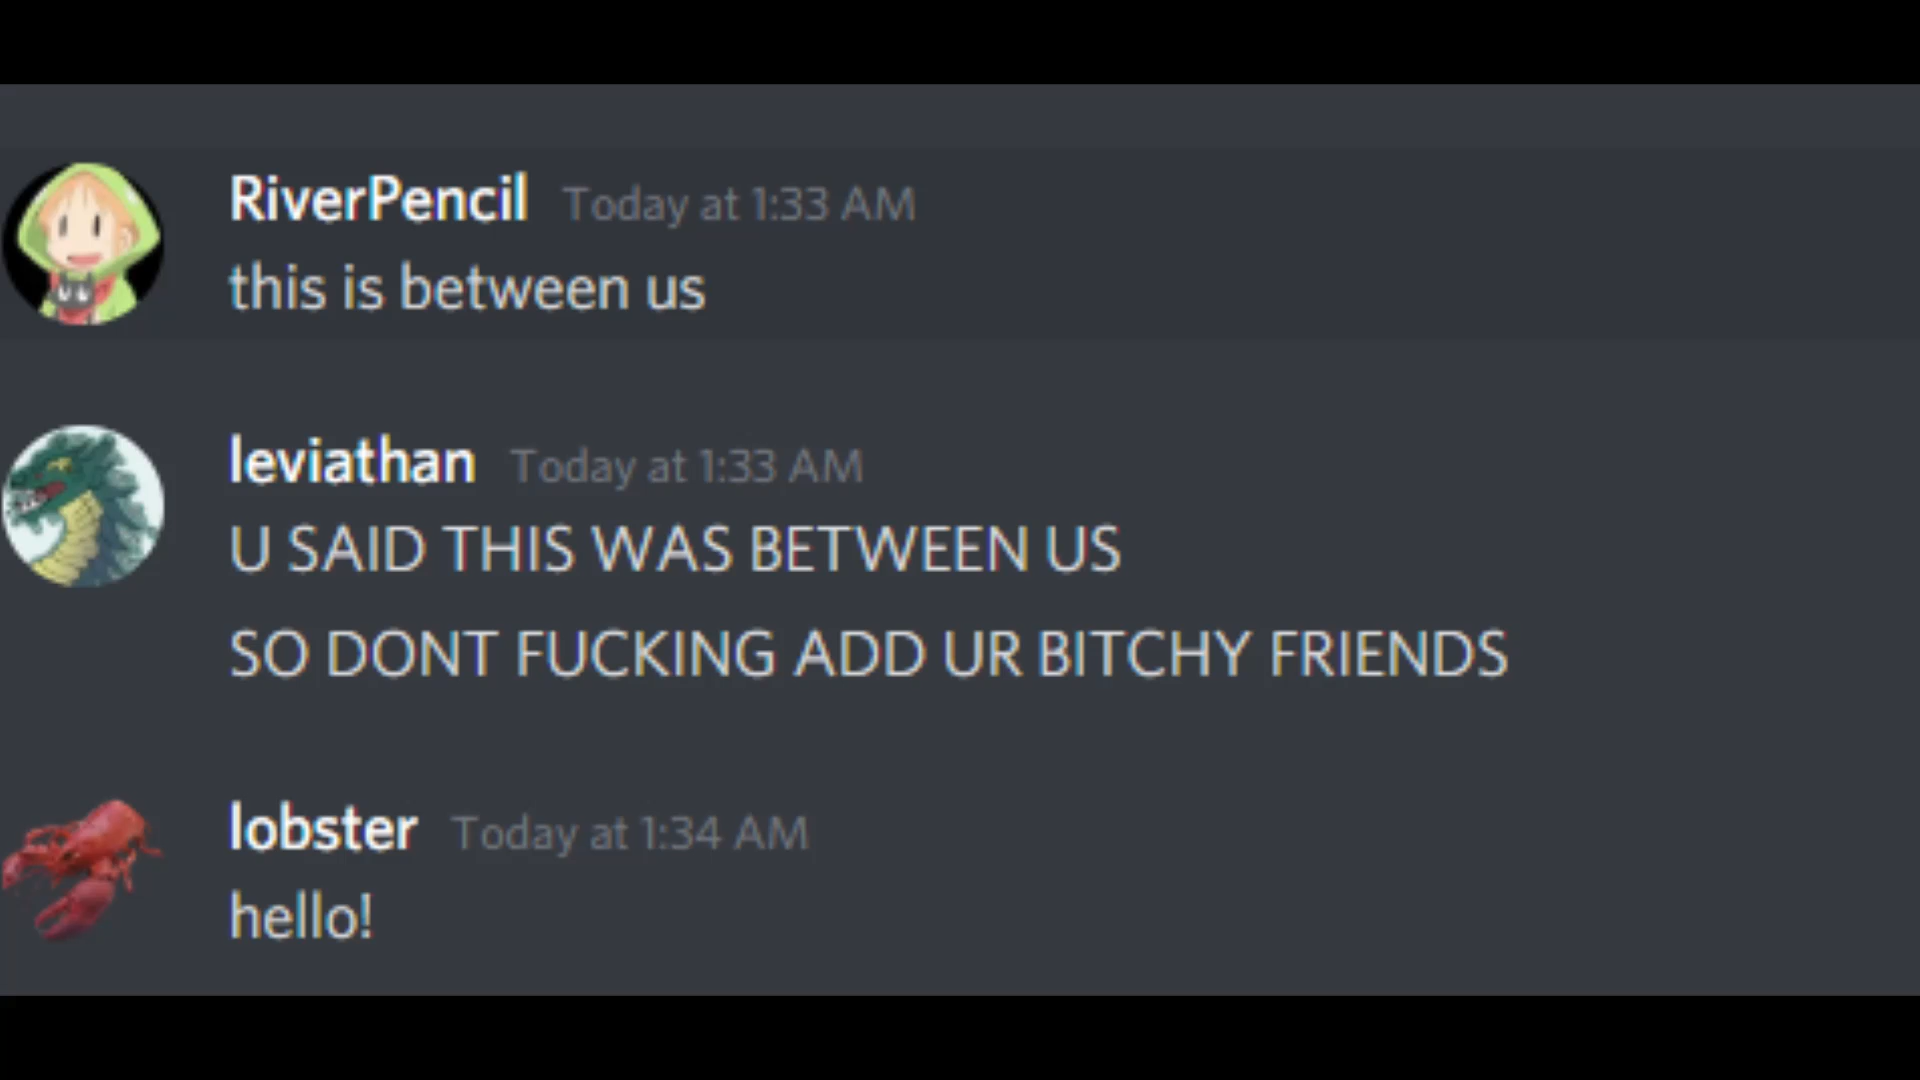 RiverPencil Today at 1:33 AM
this is between us
leviathan Today at 1:33 AM
U SAID THIS WAS BETWEEN US
SO DONT FUCKING ADD UR BITCHY FRIENDS
lobster Today at 1:34 AM
hello!